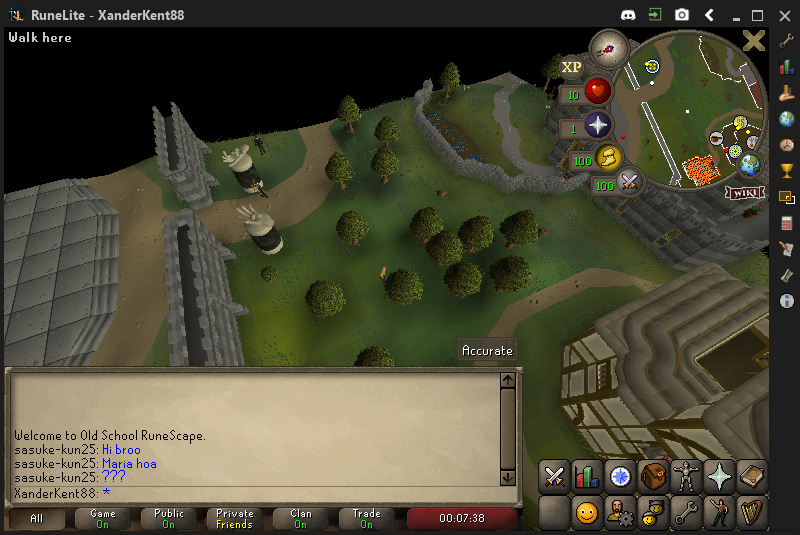 RuneLite - XanderKent88
Walk here
XP
10
1
100
100
WIKI
Accurate
Welcome to Old School RuneScape.
sasuke-kun25: Hi broo
sasuke-kun25: Maria hoa
sasuke-kun25: ???
XanderKent88: *
All
Game
On
Public
On
Private
Friends
Clan
On
Trade
On
00:07:38